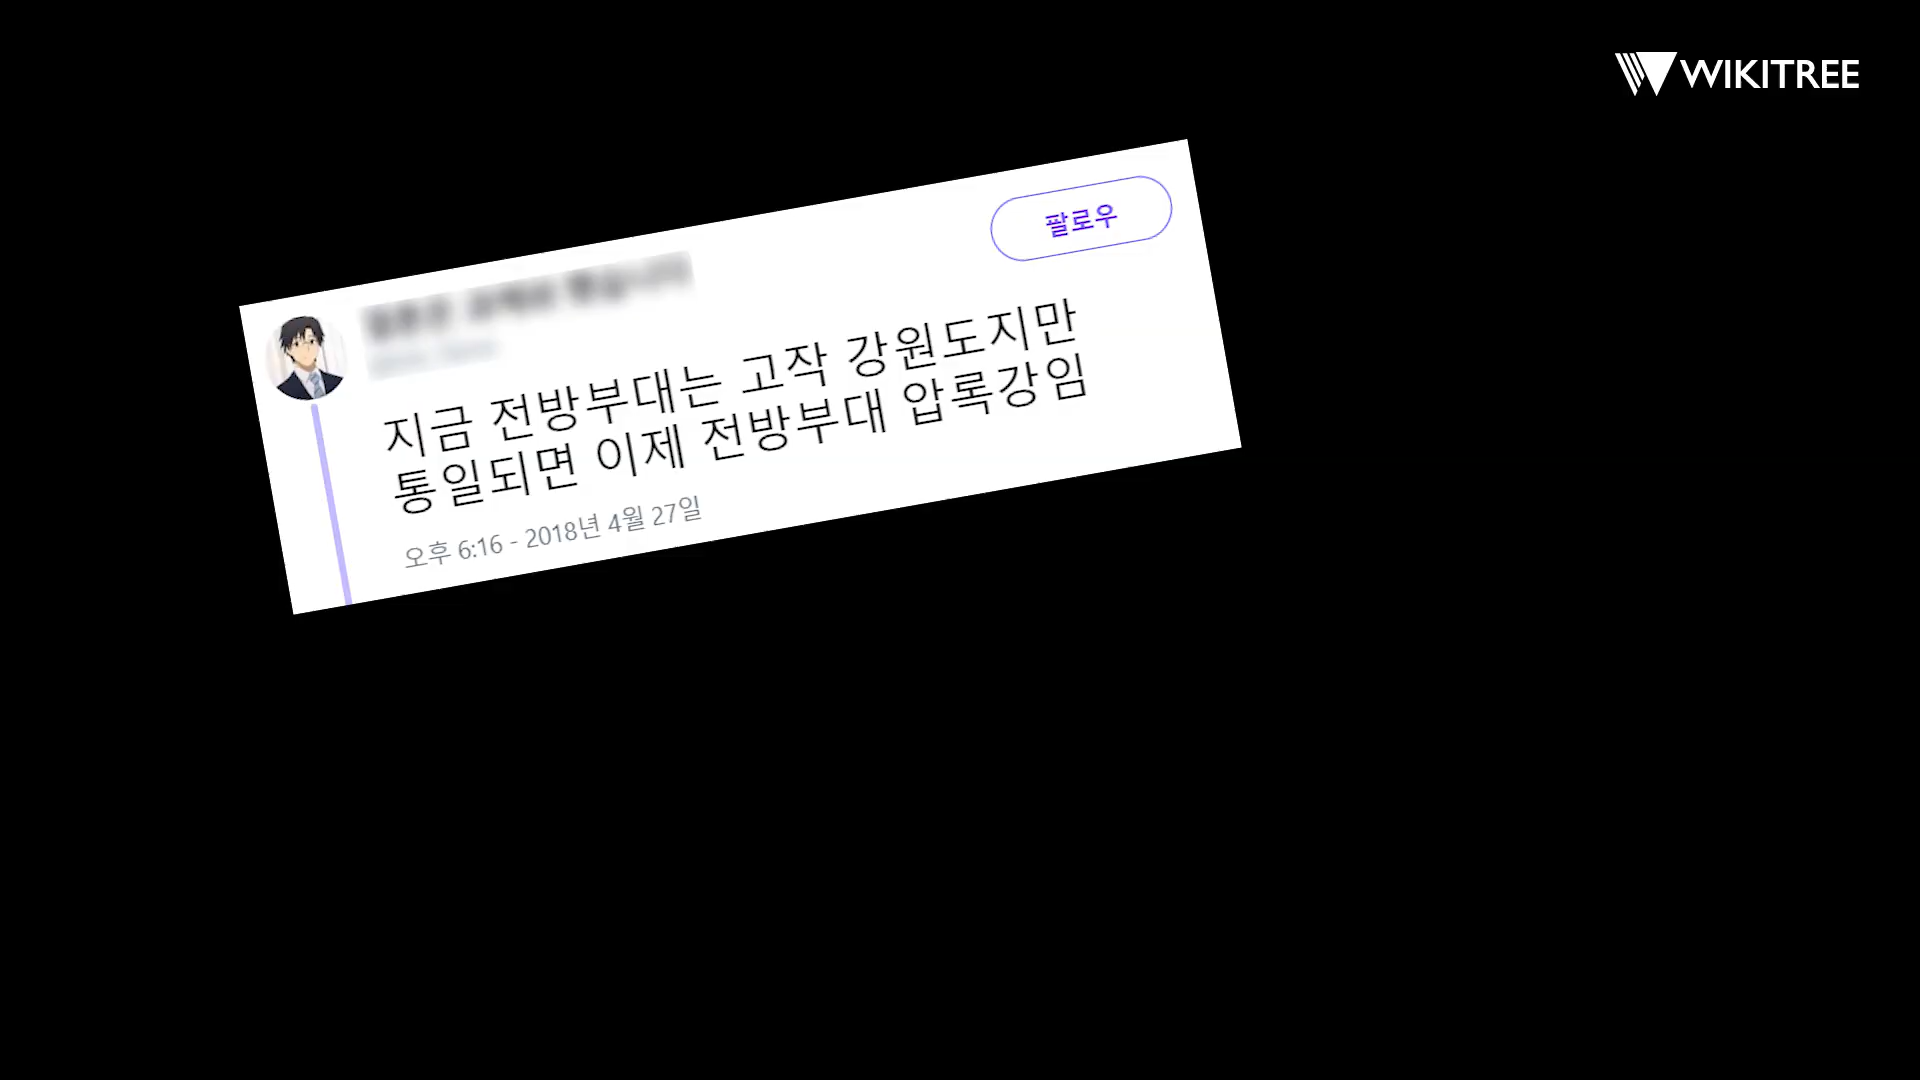 WIKITREE
팔로우
지금 전방부대는 고작 강원도지만
통일되면 이제 전방부대 압록강임
오후 6:16 - 2018년 4월 27일